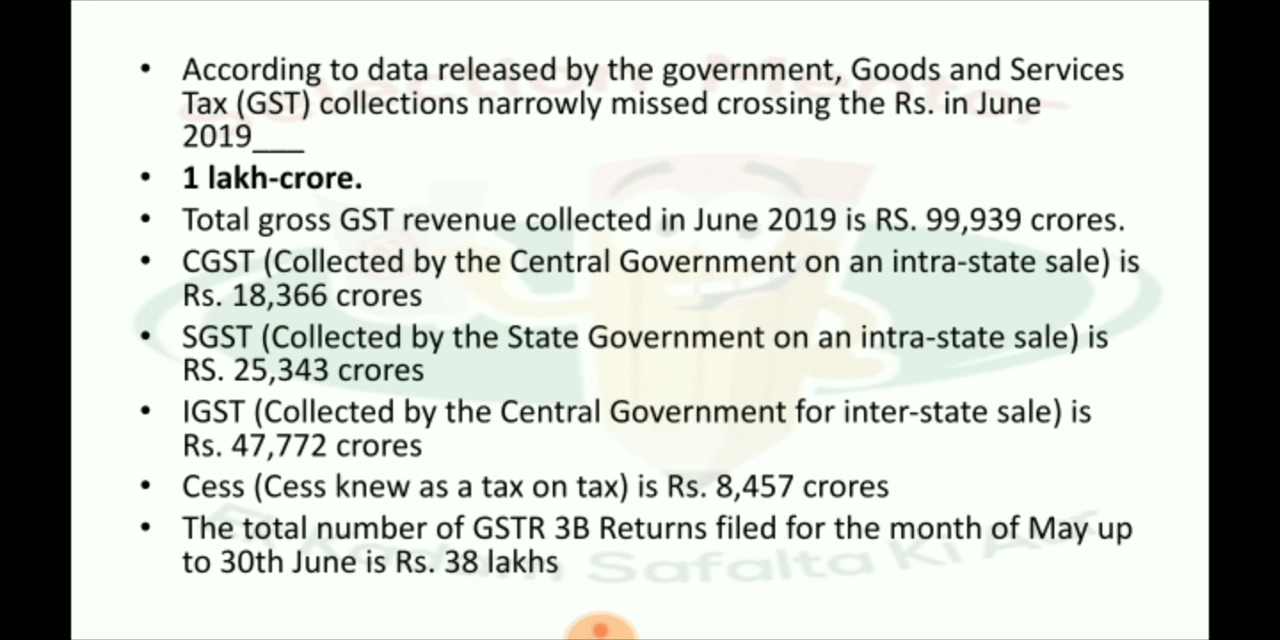 • According to data released by the government, Goods and Services
Tax (GST) collections narrowly missed crossing the Rs. in June
2019___
• 1 lakh-crore.
• Total gross GST revenue collected in June 2019 is RS. 99,939 crores.
• CGST (Collected by the Central Government on an intra-state sale) is
Rs. 18,366 crores
• SGST (Collected by the State Government on an intra-state sale) is
RS. 25,343 crores
• IGST (Collected by the Central Government for inter-state sale) is
Rs. 47,772 crores
• Cess (Cess knew as a tax on tax) is Rs. 8,457 crores
• The total number of GSTR 3B Returns filed for the month of May up
to 30th June is Rs. 38 lakhs
Safalta Ki